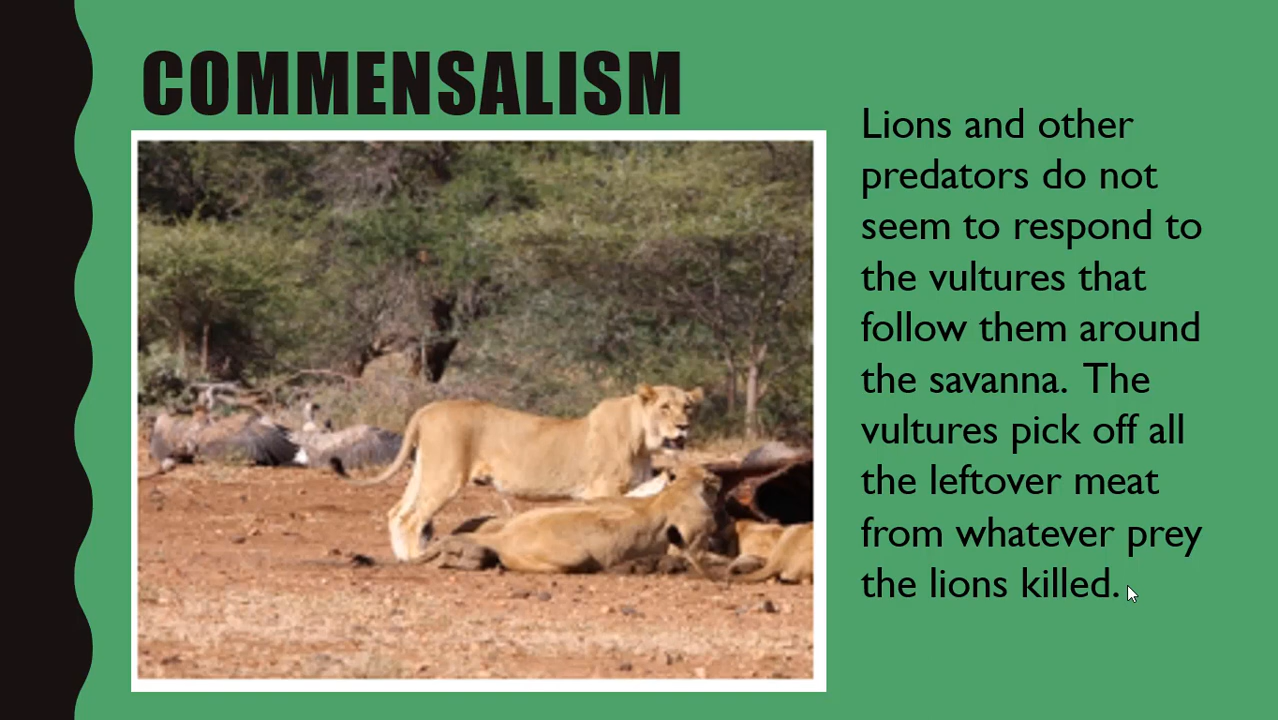 COMMENSALISM
Lions and other
predators do not
seem to respond to
the vultures that
follow them around
the savanna.  The
vultures pick off all
the leftover meat
from whatever prey
the lions killed.